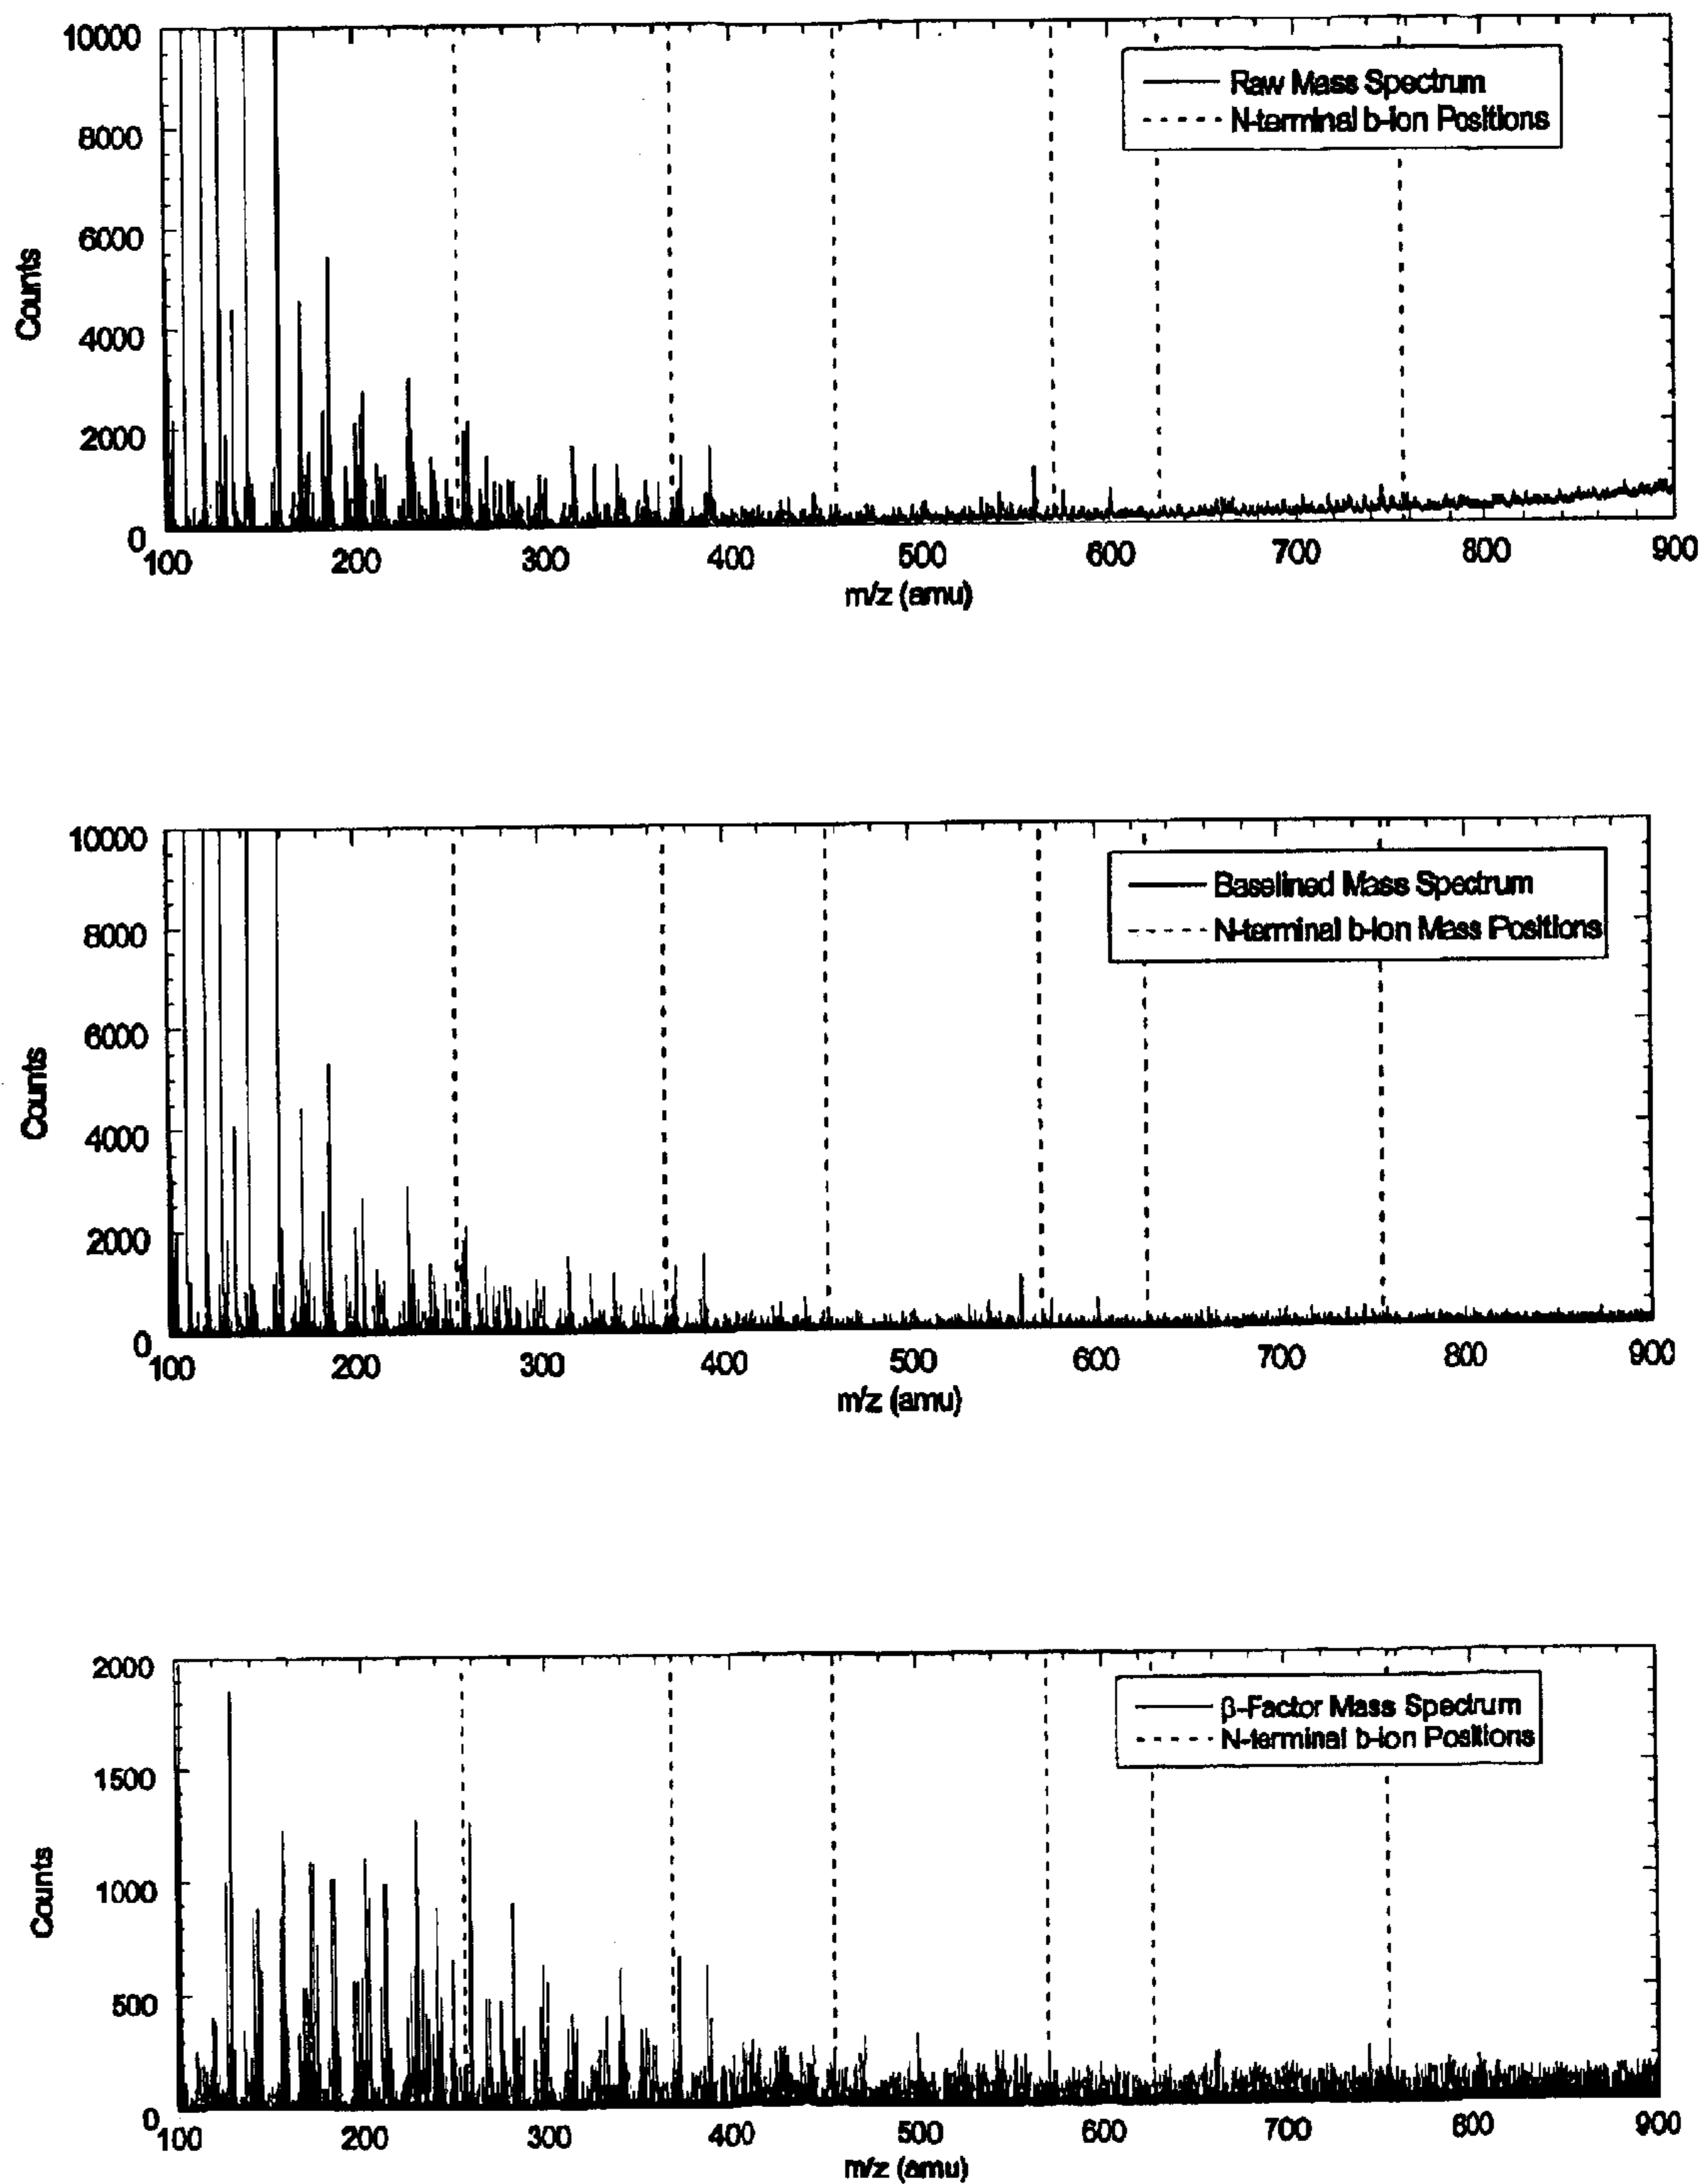 10000
8000
6000
4000
2000
0
Counts
Raw Mass Spectrum
N-terminal b-ion Positions
100 200 300 400 500 600 700 800 900
m/z (amu)
10000
8000
6000
4000
2000
0
Counts
Baselined Mass Spectrum
N-terminal b-ion Mass Positions
100 200 300 400 500 600 700 800 900
m/z (amu)
2000
1500
1000
500
0
Counts
β-Factor Mass Spectrum
N-terminal b-ion Positions
100 200 300 400 500 600 700 800 900
m/z (amu)